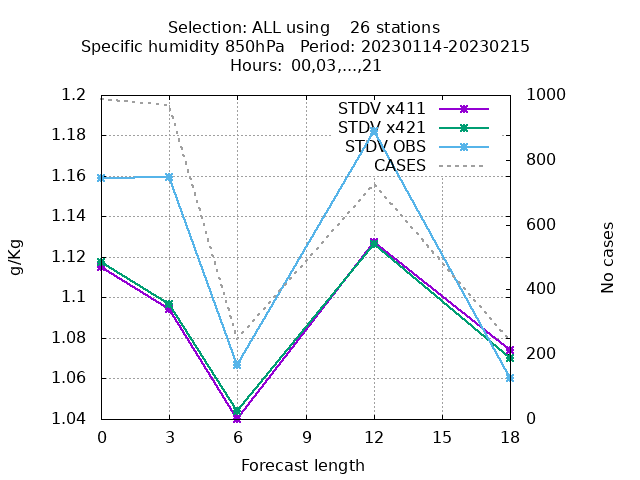 Selection: ALL using    26 stations
Specific humidity 850hPa   Period: 20230114-20230215
Hours: 00,03,...,21
1.2
1.18
1.16
1.14
1.12
1.1
1.08
1.06
1.04
g/Kg
STDV x411
STDV x421
STDV OBS
CASES
1000
800
600
400
200
0
No cases
0 3 6 9 12 15 18
Forecast length